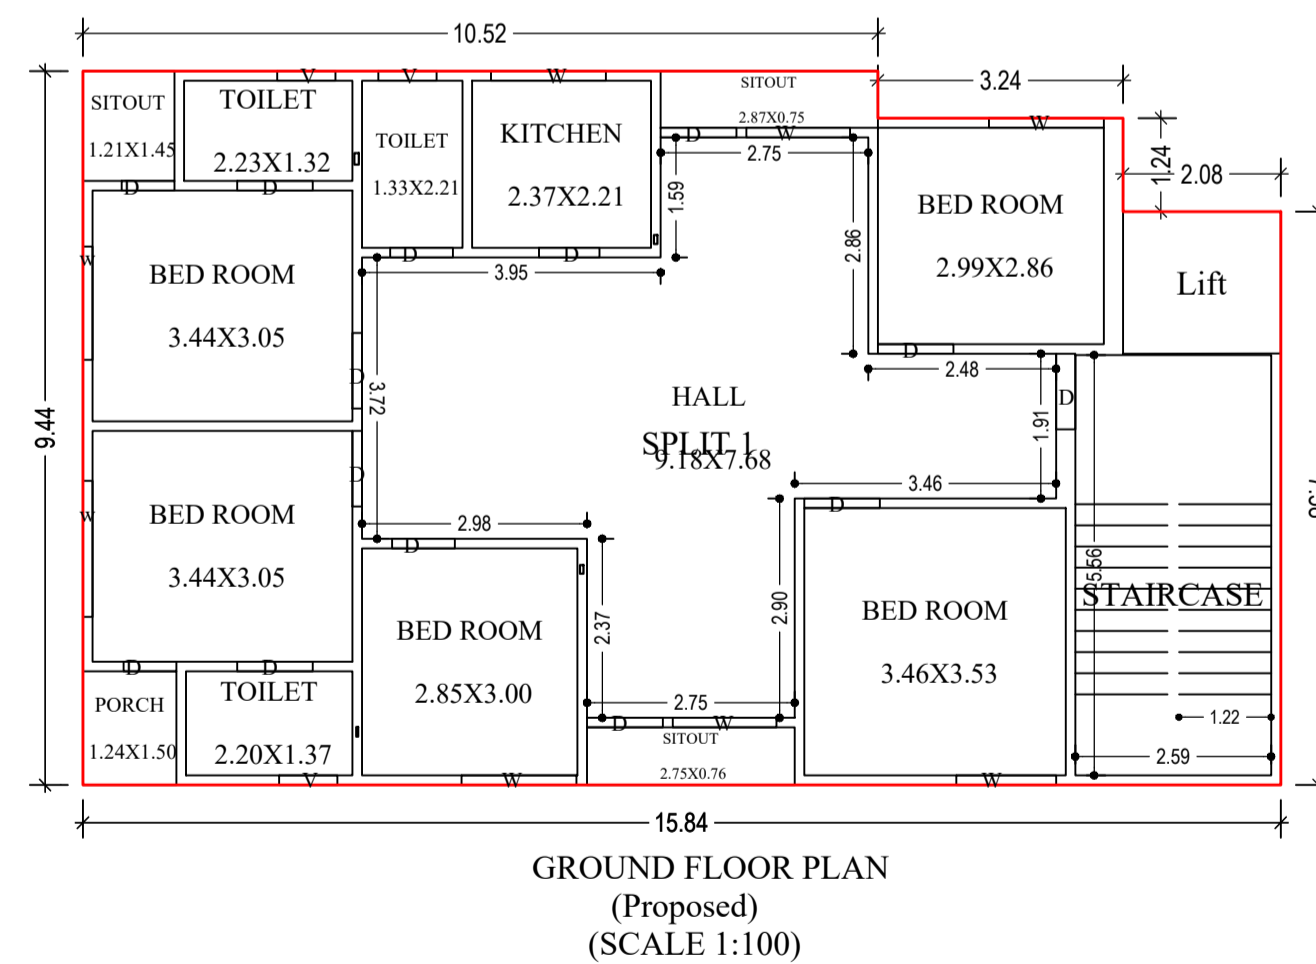 10.52
3.24
1.24
2.08
9.44
V
V
W
SITOUT
1.21X1.45
TOILET
2.23X1.32
TOILET
1.33X2.21
KITCHEN
2.37X2.21
SITOUT
2.87X0.75
D
W
2.75
W
BED ROOM
2.99X2.86
Lift
D
D
1.59
2.86
D
D
3.95
W
BED ROOM
3.44X3.05
D
3.72
D
2.48
D
1.91
HALL
SPLIT 1
9.18X7.68
3.46
D
W
BED ROOM
3.44X3.05
D
2.98
D
2.37
2.90
5.56
STAIRCASE
BED ROOM
2.85X3.00
BED ROOM
3.46X3.53
D
D
PORCH
1.24X1.50
TOILET
2.20X1.37
2.75
D
W
SITOUT
2.75X0.76
1.22
2.59
V
W
W
15.84
GROUND FLOOR PLAN
(Proposed)
(SCALE 1:100)